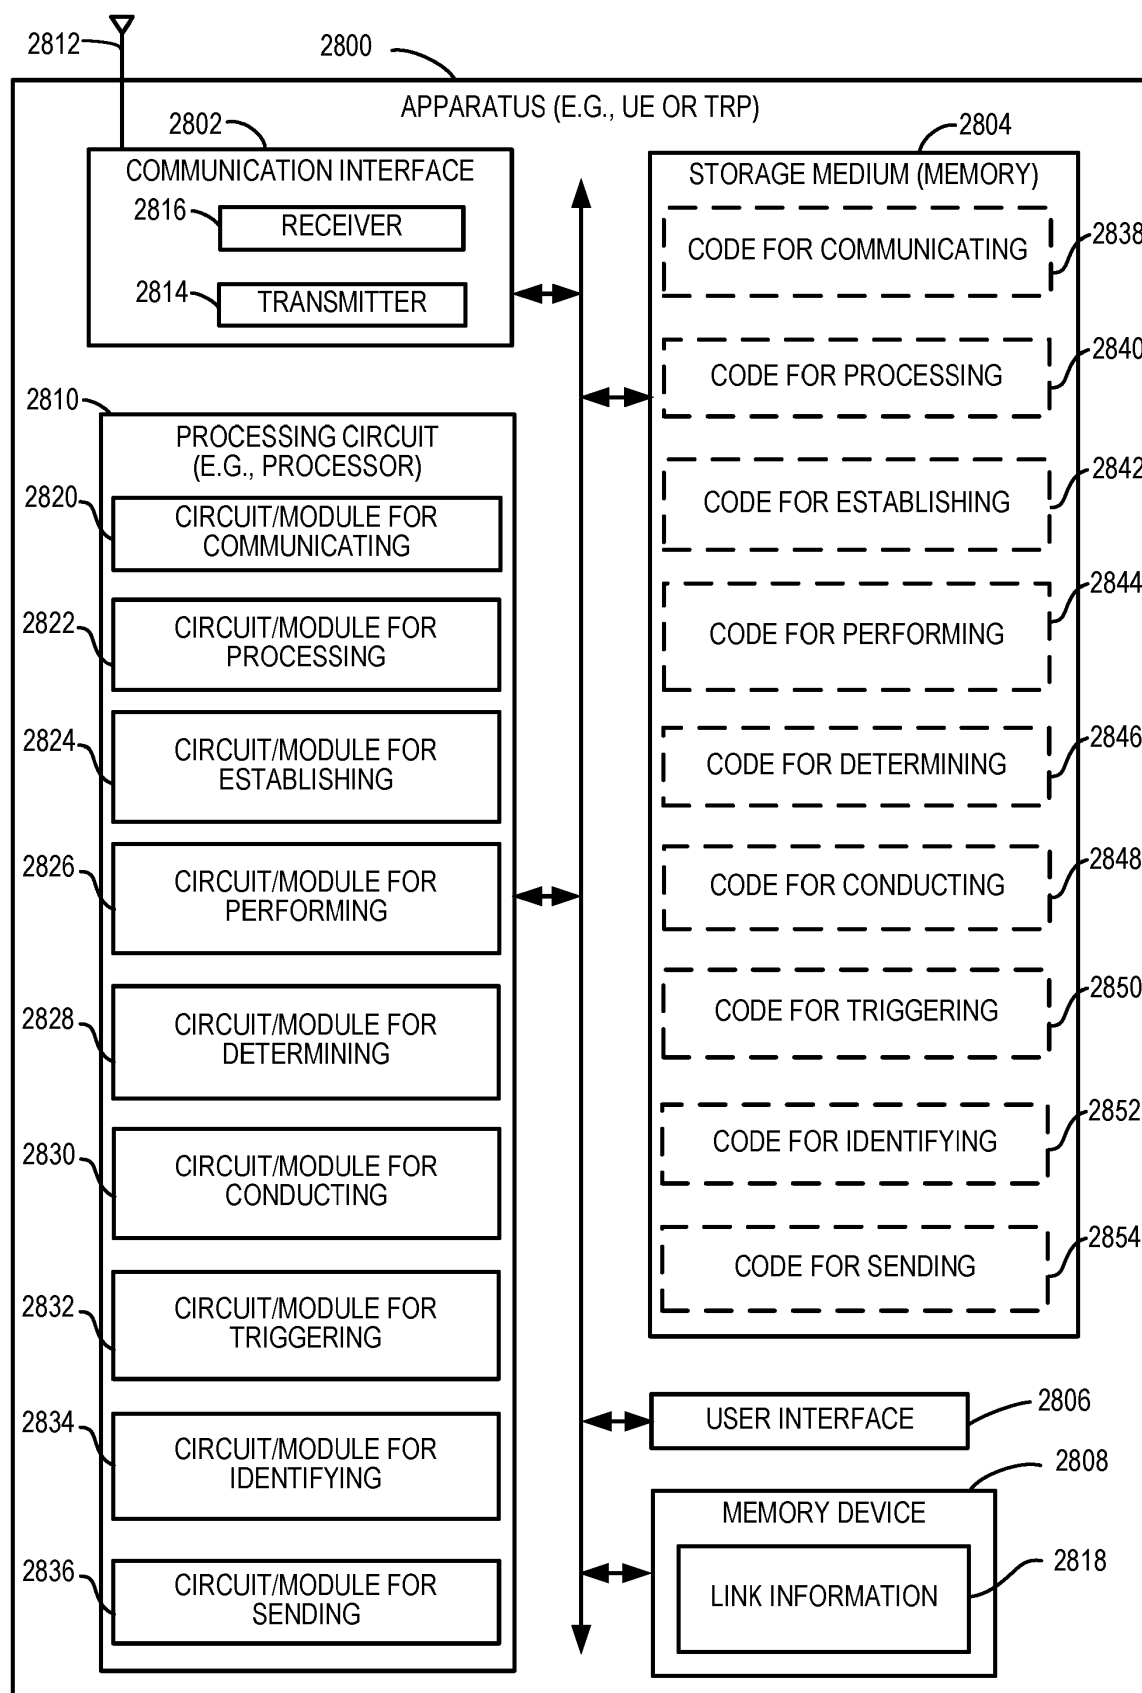 2812
2800
APPARATUS (E.G., UE OR TRP)
2802
COMMUNICATION INTERFACE
2816
RECEIVER
2814
TRANSMITTER
2810
PROCESSING CIRCUIT
(E.G., PROCESSOR)
2820
CIRCUIT/MODULE FOR
COMMUNICATING
2822
CIRCUIT/MODULE FOR
PROCESSING
2824
CIRCUIT/MODULE FOR
ESTABLISHING
2826
CIRCUIT/MODULE FOR
PERFORMING
2828
CIRCUIT/MODULE FOR
DETERMINING
2830
CIRCUIT/MODULE FOR
CONDUCTING
2832
CIRCUIT/MODULE FOR
TRIGGERING
2834
CIRCUIT/MODULE FOR
IDENTIFYING
2836
CIRCUIT/MODULE FOR
SENDING
2804
STORAGE MEDIUM (MEMORY)
CODE FOR COMMUNICATING
2838
CODE FOR PROCESSING
2840
CODE FOR ESTABLISHING
2842
CODE FOR PERFORMING
2844
CODE FOR DETERMINING
2846
CODE FOR CONDUCTING
2848
CODE FOR TRIGGERING
2850
CODE FOR IDENTIFYING
2852
CODE FOR SENDING
2854
USER INTERFACE
2806
2808
MEMORY DEVICE
LINK INFORMATION
2818